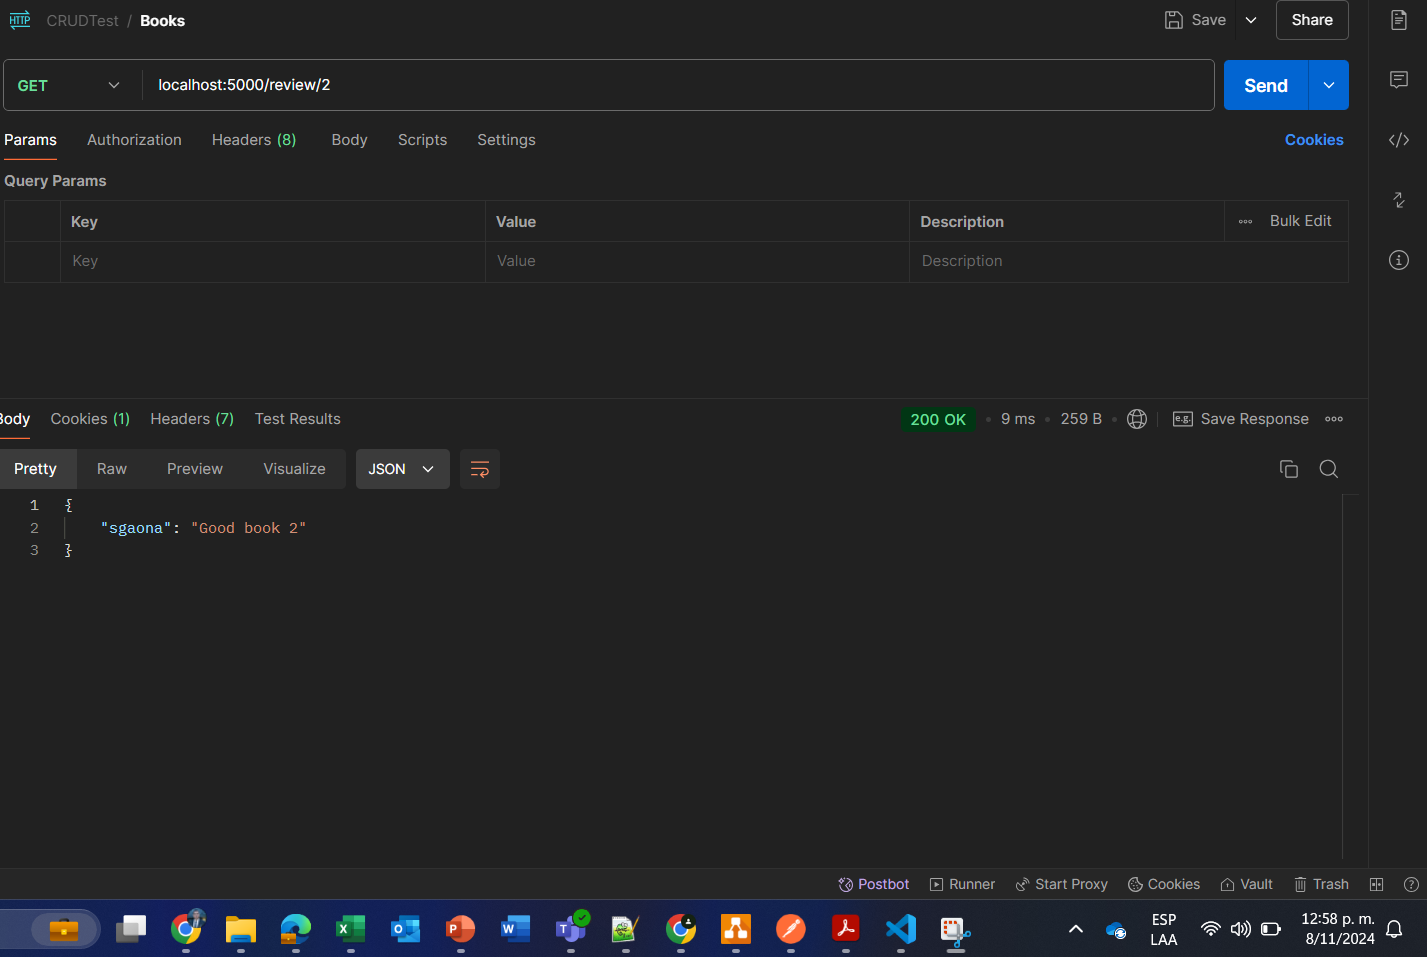 HTTP CRUDTest / Books Save Share
GET localhost:5000/review/2 Send
Params Authorization Headers (8) Body Scripts Settings Cookies
Query Params
Key Value Description Bulk Edit
Key Value Description
Body Cookies (1) Headers (7) Test Results 200 OK • 9 ms • 259 B • e.g. Save Response
Pretty Raw Preview Visualize JSON
1 {
2 "sgaona": "Good book 2"
3 }
Postbot Runner Start Proxy Cookies Vault Trash
ESP 12:58 p. m.
LAA 8/11/2024